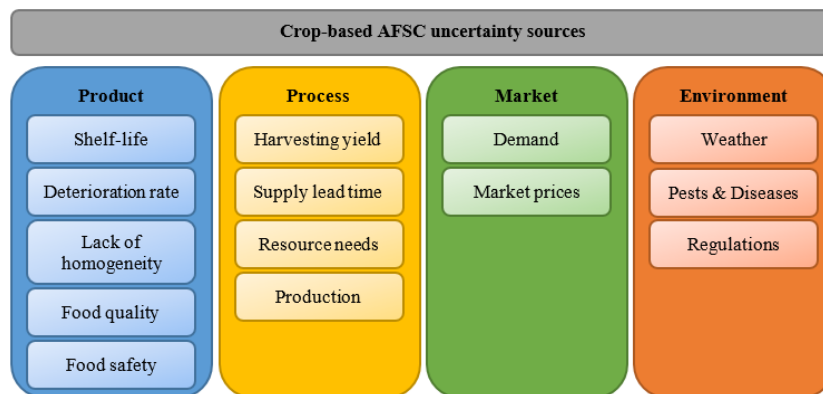 Crop-based AFSC uncertainty sources
Product
Shelf-life
Deterioration rate
Lack of
homogeneity
Food quality
Food safety
Process
Harvesting yield
Supply lead time
Resource needs
Production
Market
Demand
Market prices
Environment
Weather
Pests & Diseases
Regulations